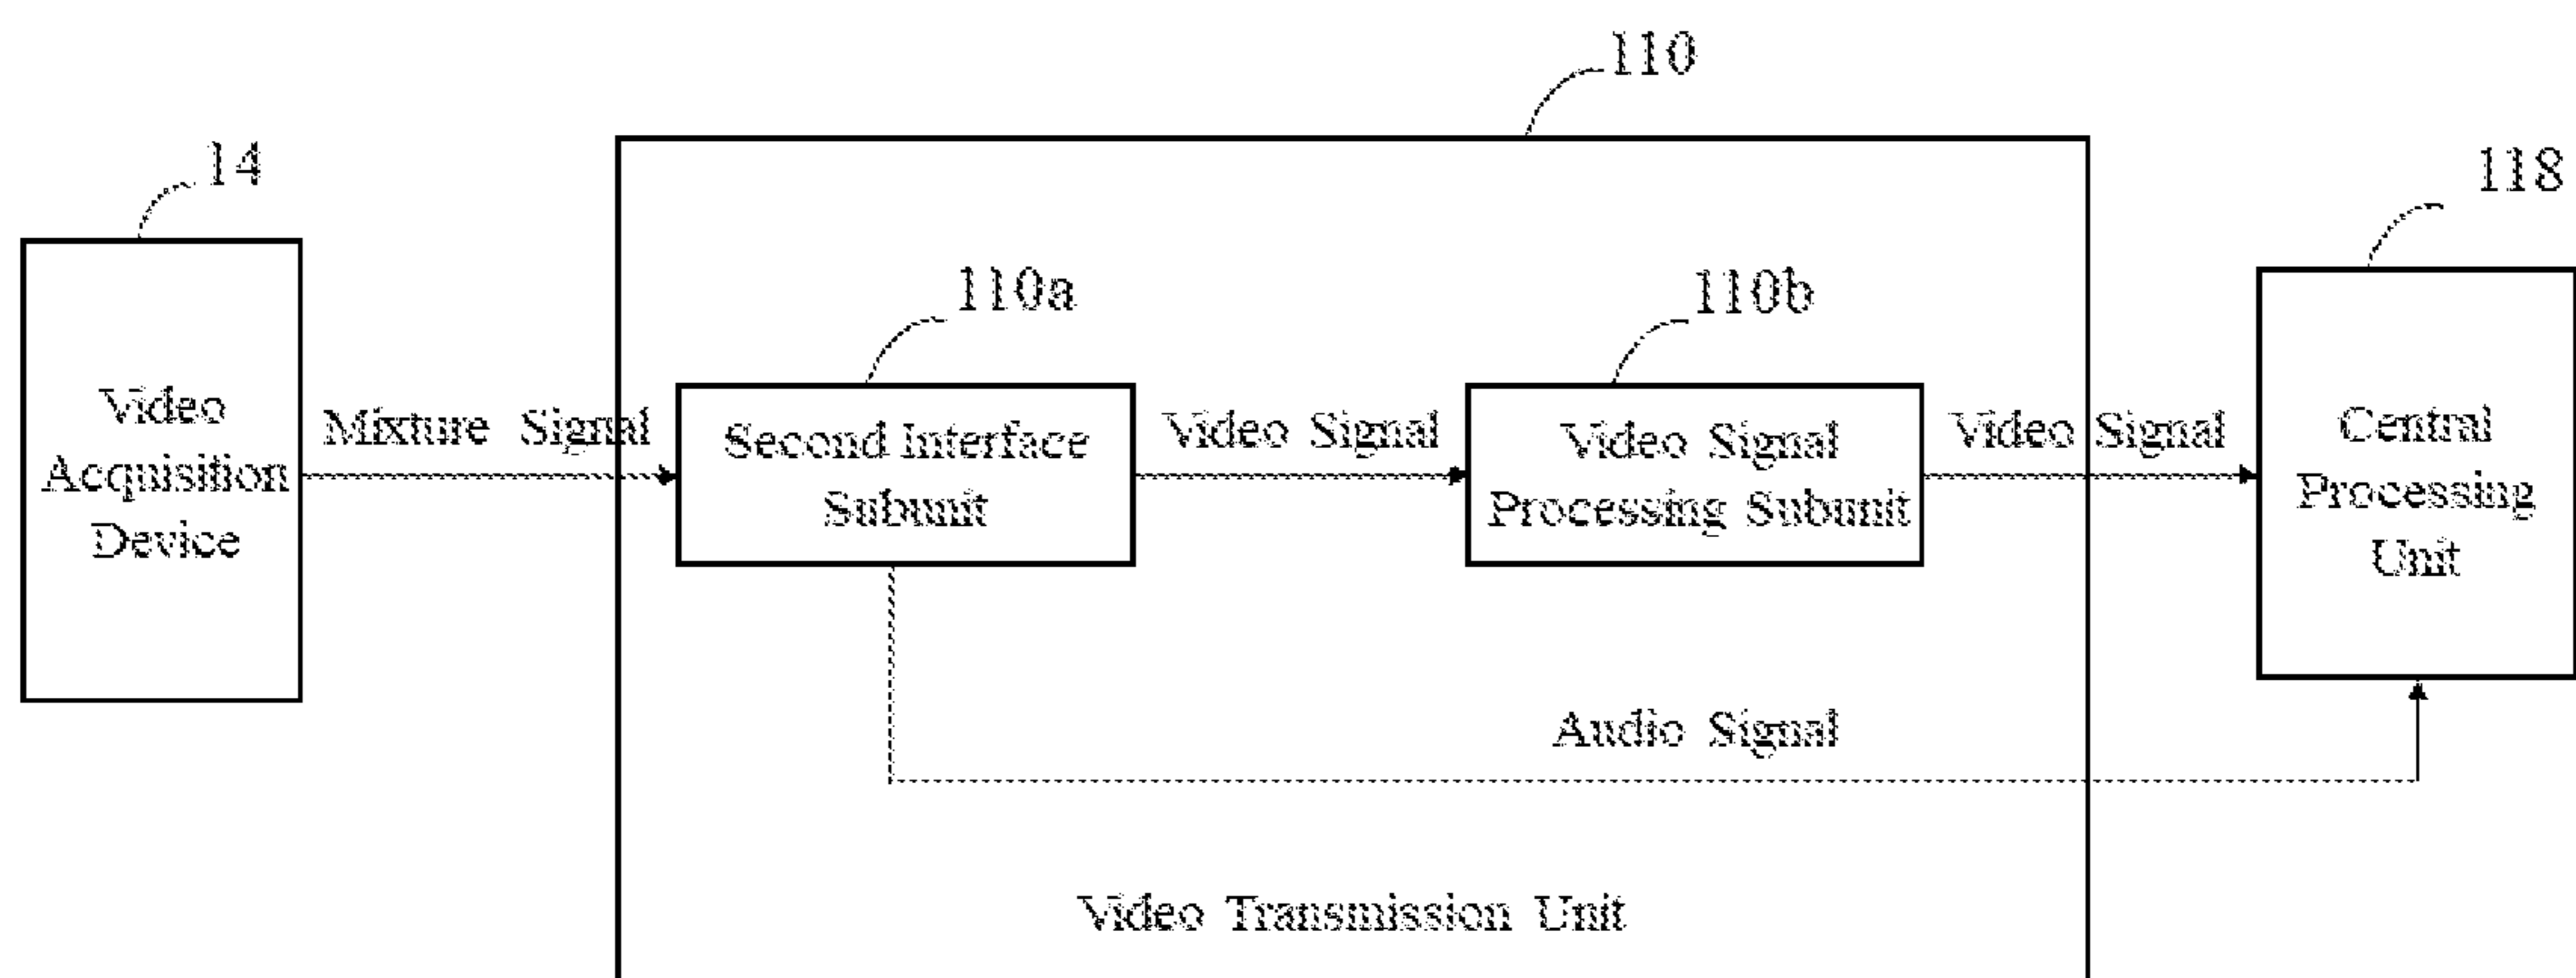 110
14
118
110a
110b
Video
Acquisition
Device
Mixture Signal
Second Interface
Subunit
Video Signal
Video Signal
Processing Subunit
Video Signal
Central
Processing
Unit
Audio Signal
Video Transmission Unit